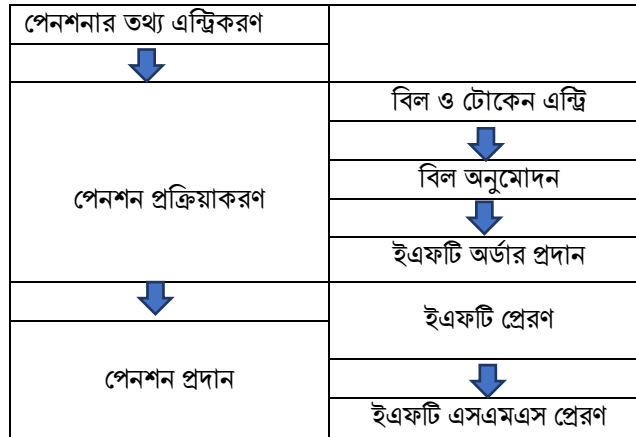 পেনশনার তথ্য এন্ট্রিকরণ
বিল ও টোকেন এন্ট্রি
পেনশন প্রক্রিয়াকরণ
বিল অনুমোদন
ইএফটি অর্ডার প্রদান
ইএফটি প্রেরণ
পেনশন প্রদান
ইএফটি এসএমএস প্রেরণ